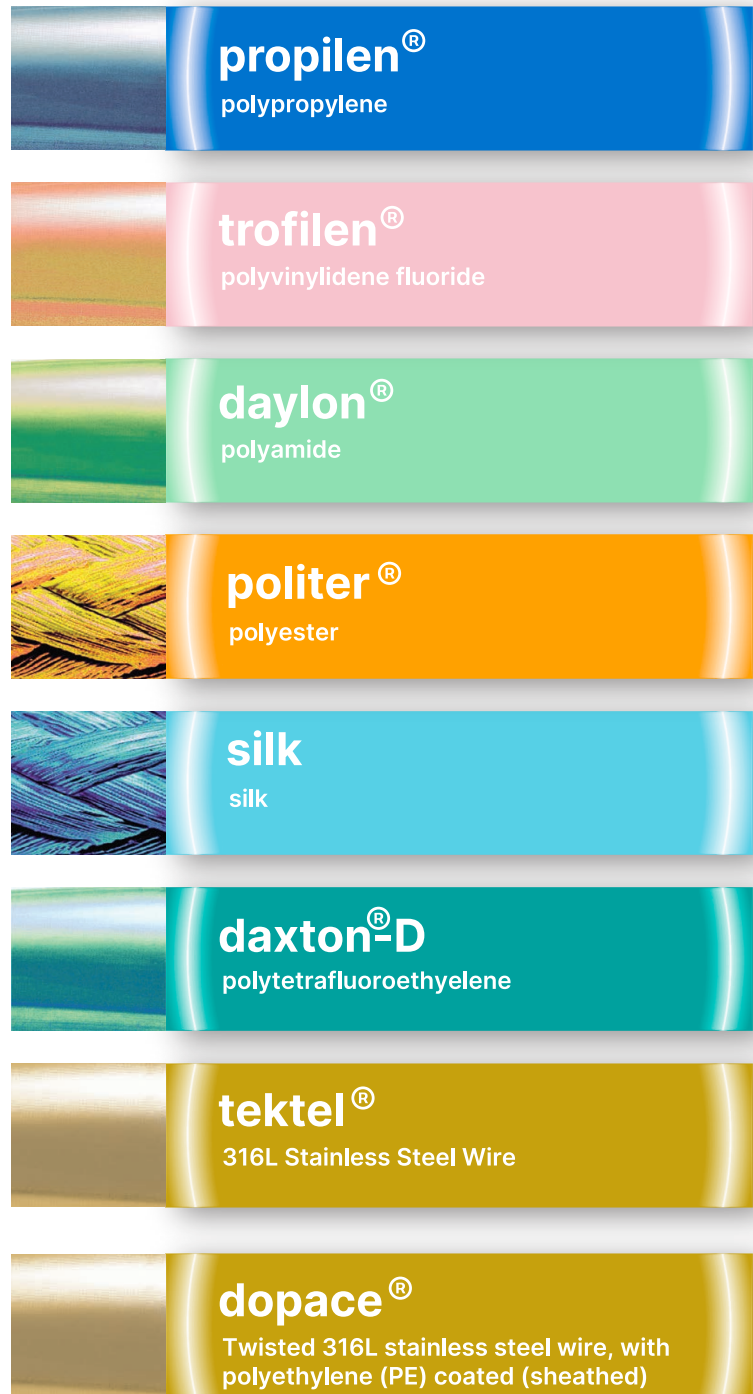 propilen®
polypropylene
trofilen®
polyvinylidene fluoride
daylon®
polyamide
politer®
polyester
silk
silk
daxton®-D
polytetrafluoroethyelene
tektel®
316L Stainless Steel Wire
dopace®
Twisted 316L stainless steel wire, with
polyethylene (PE) coated (sheathed)